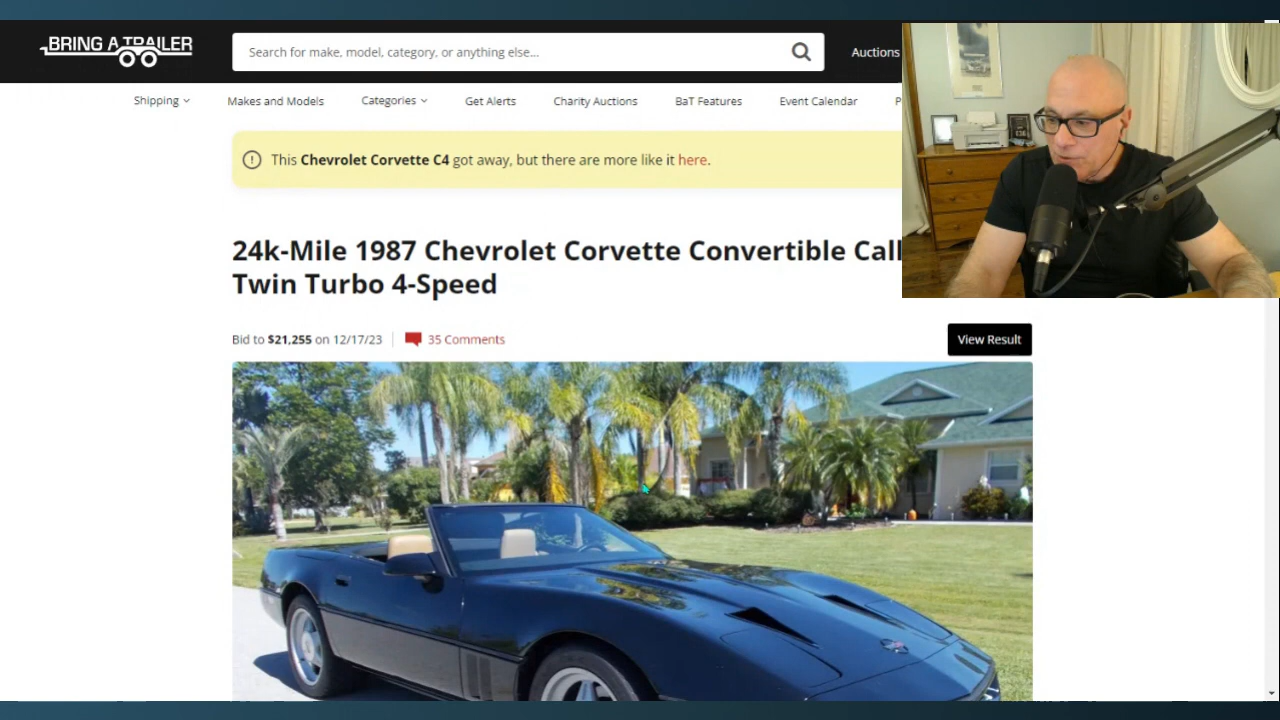 BRING A TRAILER
Search for make, model, category, or anything else...
Auctions
Shipping
Makes and Models
Categories
Get Alerts
Charity Auctions
BaT Features
Event Calendar
This Chevrolet Corvette C4 got away, but there are more like it here.
24k-Mile 1987 Chevrolet Corvette Convertible Call
Twin Turbo 4-Speed
Bid to $21,255 on 12/17/23
35 Comments
View Result